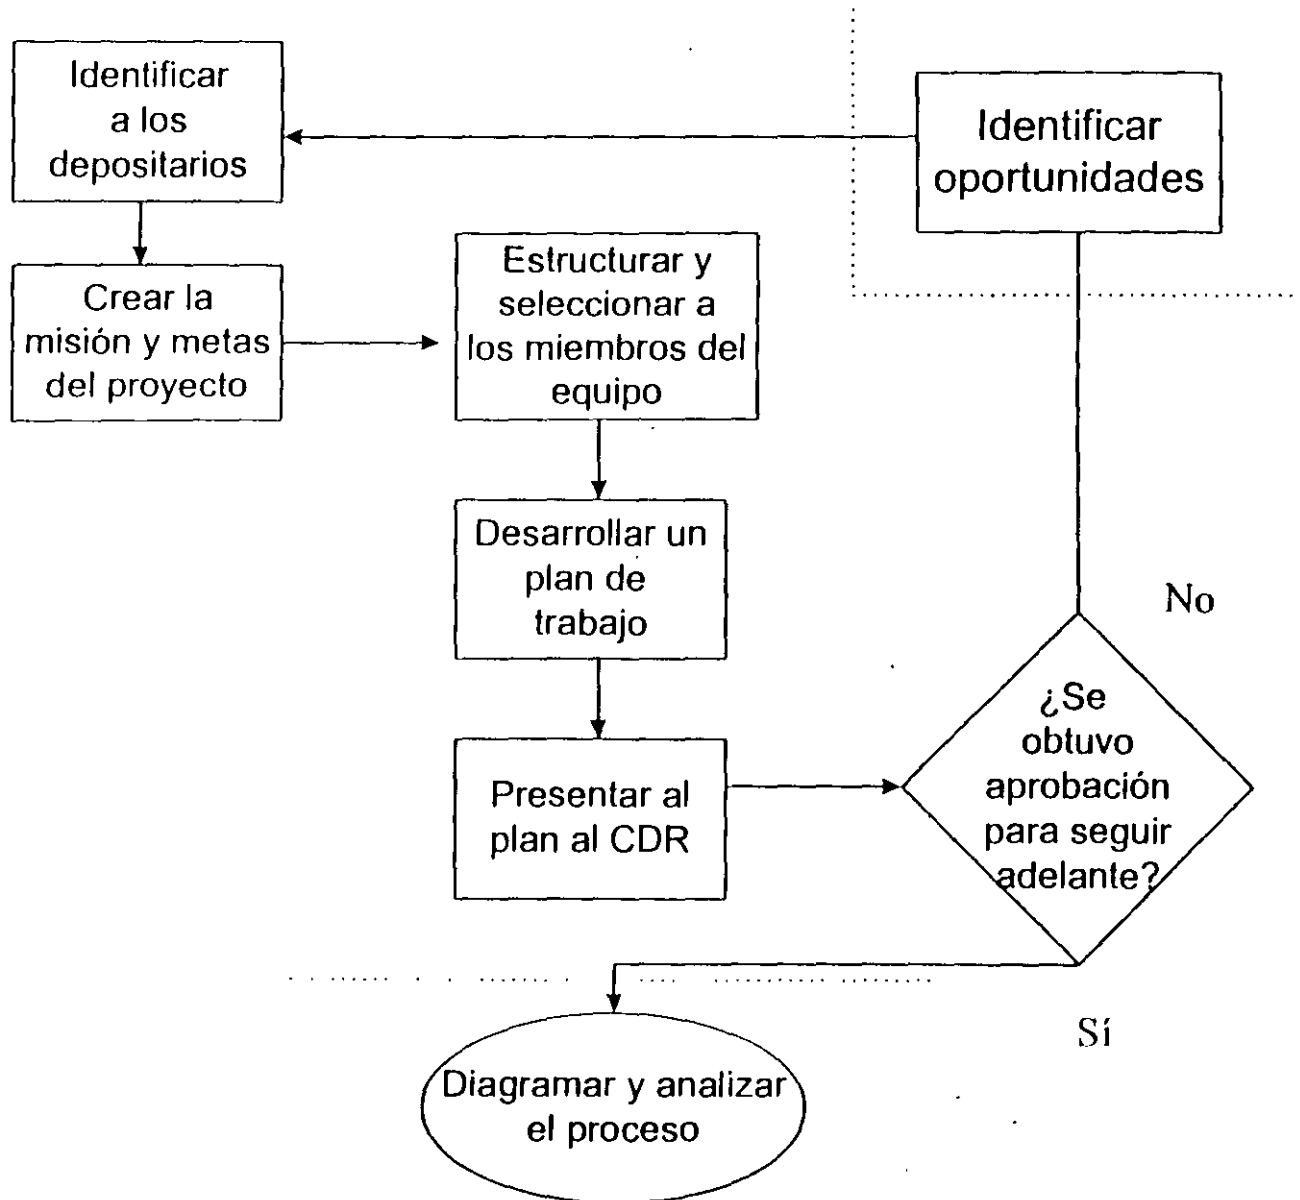 Identificar
a los
depositarios
Identificar
oportunidades
Crear la
misión y metas
del proyecto
Estructurar y
seleccionar a
los miembros del
equipo
Desarrollar un
plan de
trabajo
Presentar al
plan al CDR
¿Se
obtuvo
aprobación
para seguir
adelante?
No
Sí
Diagramar y analizar
el proceso